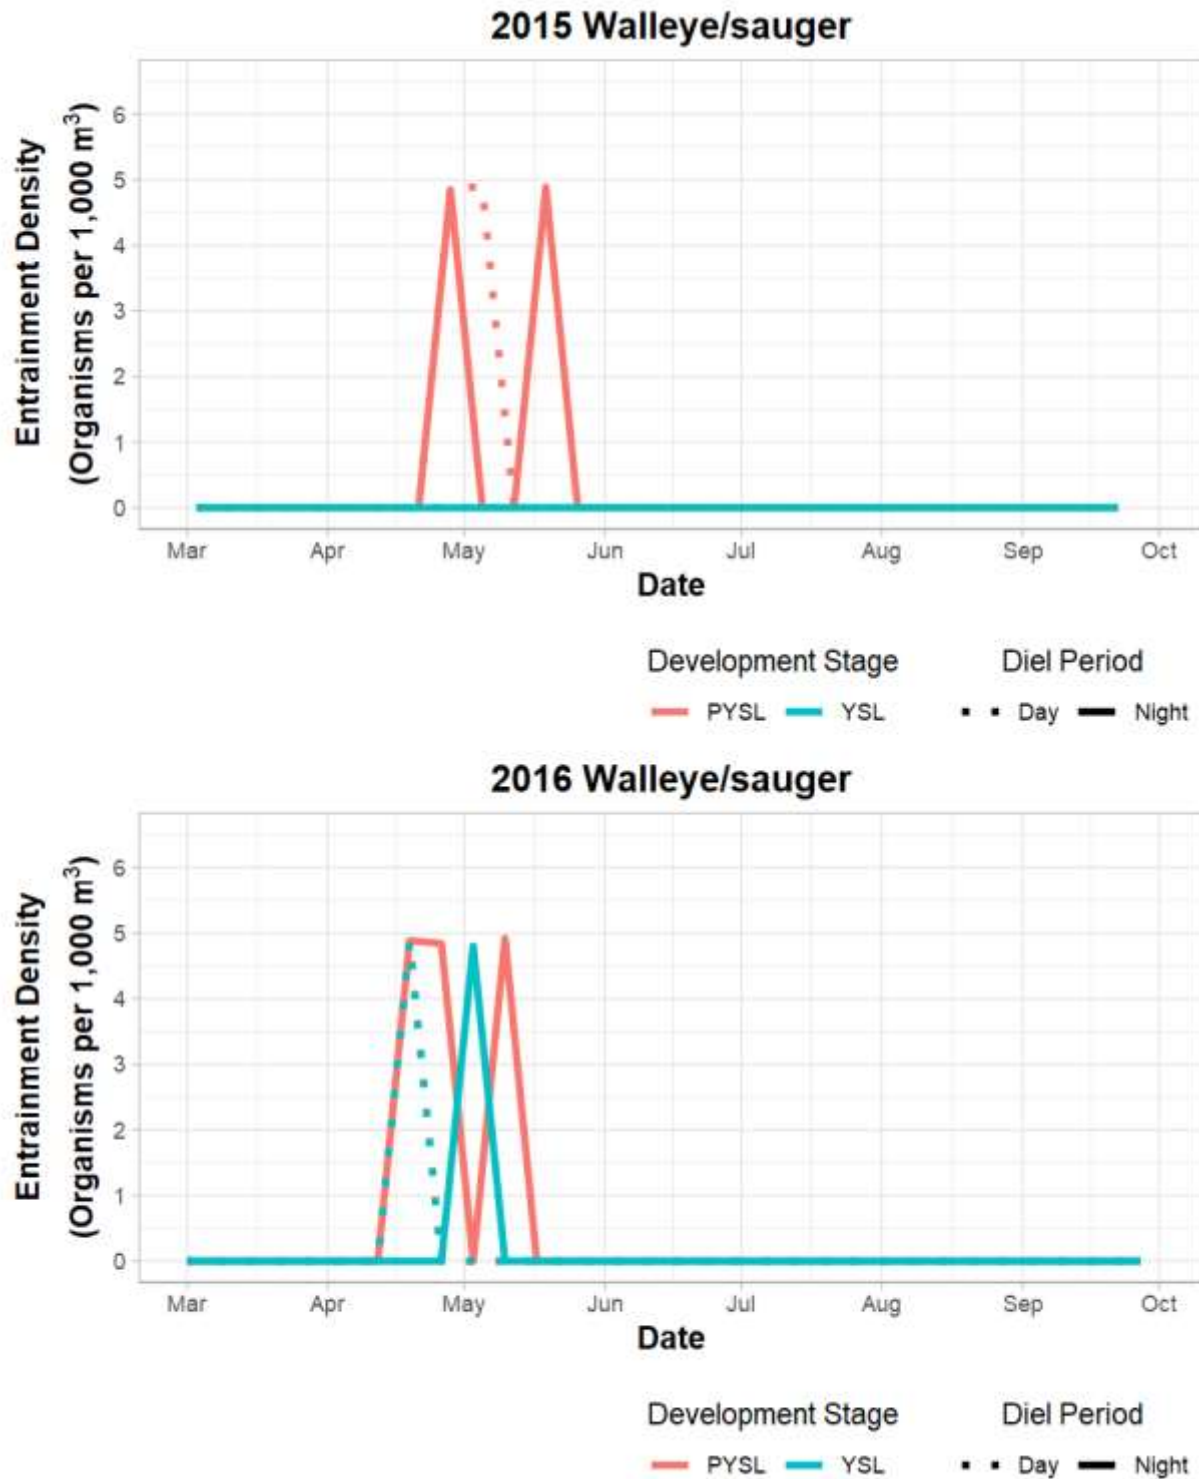 2015 Walleye/sauger
Entrainment Density
(Organisms per 1,000 m³)
6
5
4
3
2
1
0
Mar Apr May Jun Jul Aug Sep Oct
Date
Development Stage Diel Period
PYSL YSL Day Night
2016 Walleye/sauger
Entrainment Density
(Organisms per 1,000 m³)
6
5
4
3
2
1
0
Mar Apr May Jun Jul Aug Sep Oct
Date
Development Stage Diel Period
PYSL YSL Day Night